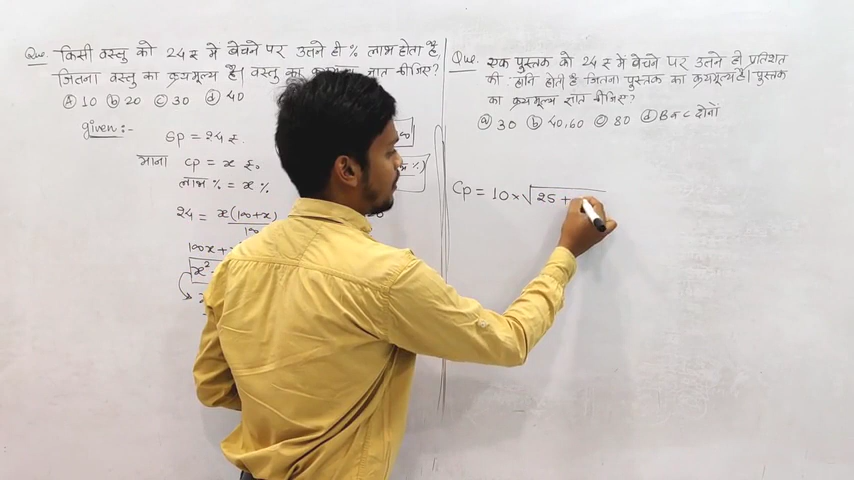 Que. किसी वस्तु को 24 ₹ में बेचने पर उतने ही % लाभ होता है,
जितना वस्तु का क्रयमूल्य है। वस्तु का ज्ञात कीजिए?
(A) 10 (b) 20 (c) 30 (d) 40
given :-
SP = 24 ₹.
माना CP = x ₹.
लाभ % = x %
24 = x(100+x)
100x +
x²
Que. एक पुस्तक को 24 ₹ में बेचने पर उतने ही प्रतिशत
की हानि होती है जितना पुस्तक का क्रयमूल्य है। पुस्तक
का क्रयमूल्य ज्ञात कीजिए?
(a) 30 (b) 40,60 (c) 80 (d) B व C दोनों
CP = 10 × √25 +